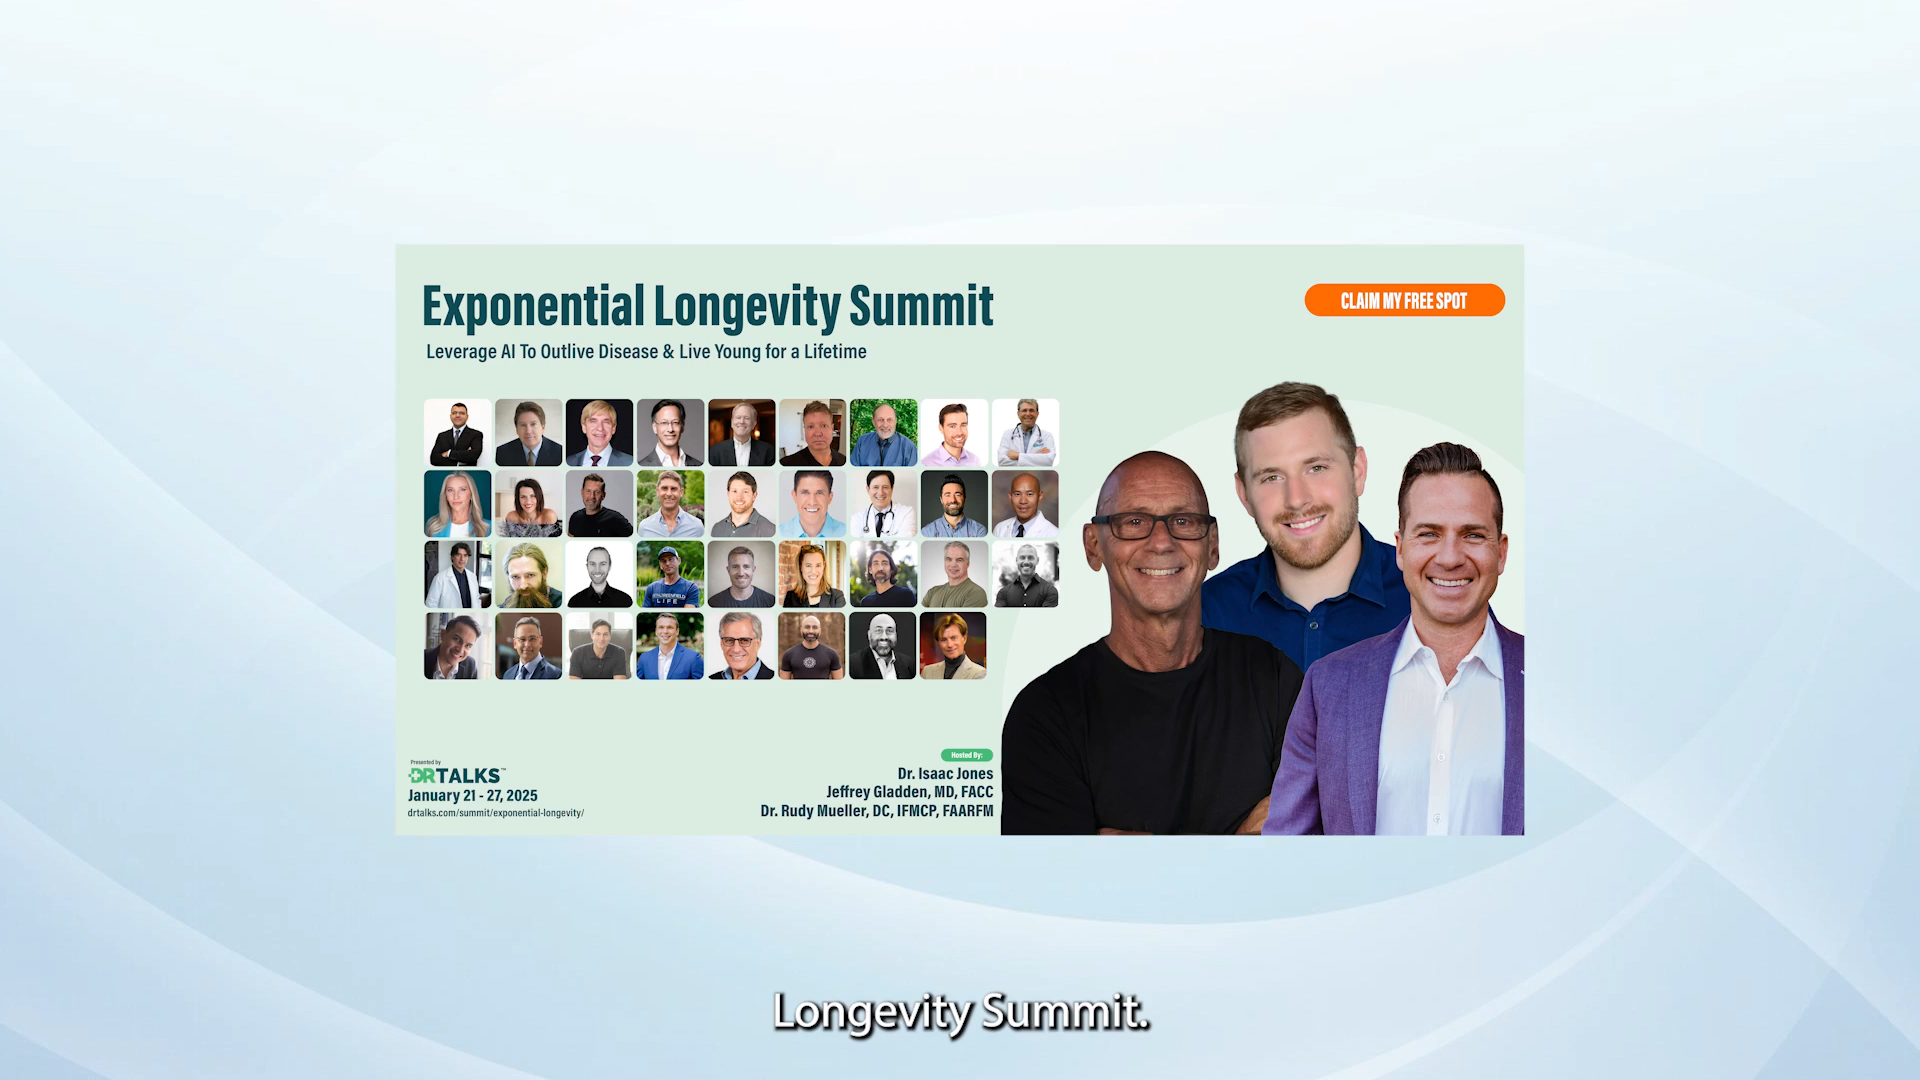 Exponential Longevity Summit
Leverage AI To Outlive Disease & Live Young for a Lifetime
CLAIM MY FREE SPOT
Presented by
DRTALKS™
January 21 - 27, 2025
drtalks.com/summit/exponential-longevity/
Hosted By:
Dr. Isaac Jones
Jeffrey Gladden, MD, FACC
Dr. Rudy Mueller, DC, IFMCP, FAARFM
Longevity Summit.